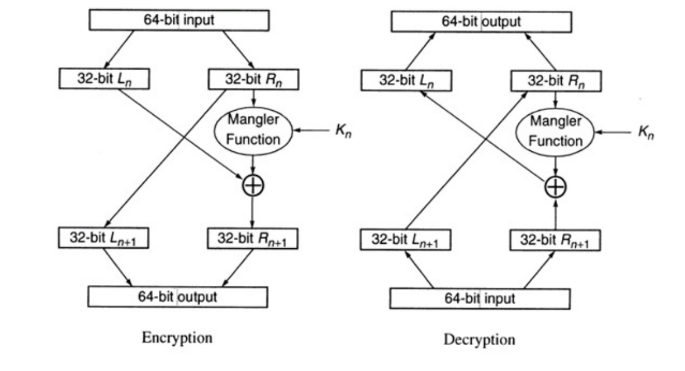 64-bit input
32-bit Ln
32-bit Rn
Mangler
Function
Kn
32-bit Ln+1
32-bit Rn+1
64-bit output
Encryption
64-bit output
32-bit Ln
32-bit Rn
Mangler
Function
Kn
32-bit Ln+1
32-bit Rn+1
64-bit input
Decryption